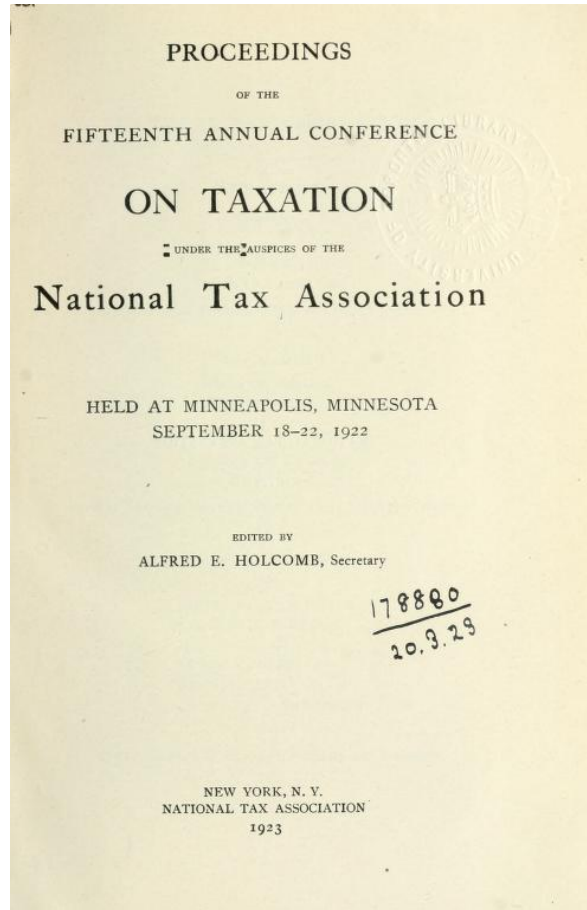 PROCEEDINGS
OF THE
FIFTEENTH ANNUAL CONFERENCE
ON TAXATION
UNDER THE AUSPICES OF THE
National Tax Association
HELD AT MINNEAPOLIS, MINNESOTA
SEPTEMBER 18–22, 1922
EDITED BY
ALFRED E. HOLCOMB, Secretary
178880
20.3.23
NEW YORK, N. Y.
NATIONAL TAX ASSOCIATION
1923